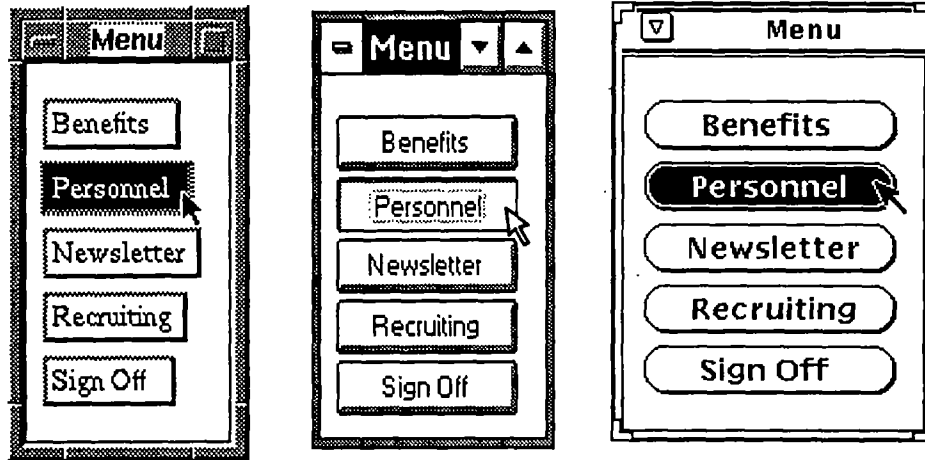 Menu
Benefits
Personnel
Newsletter
Recruiting
Sign Off
Menu
Benefits
Personnel
Newsletter
Recruiting
Sign Off
Menu
Benefits
Personnel
Newsletter
Recruiting
Sign Off